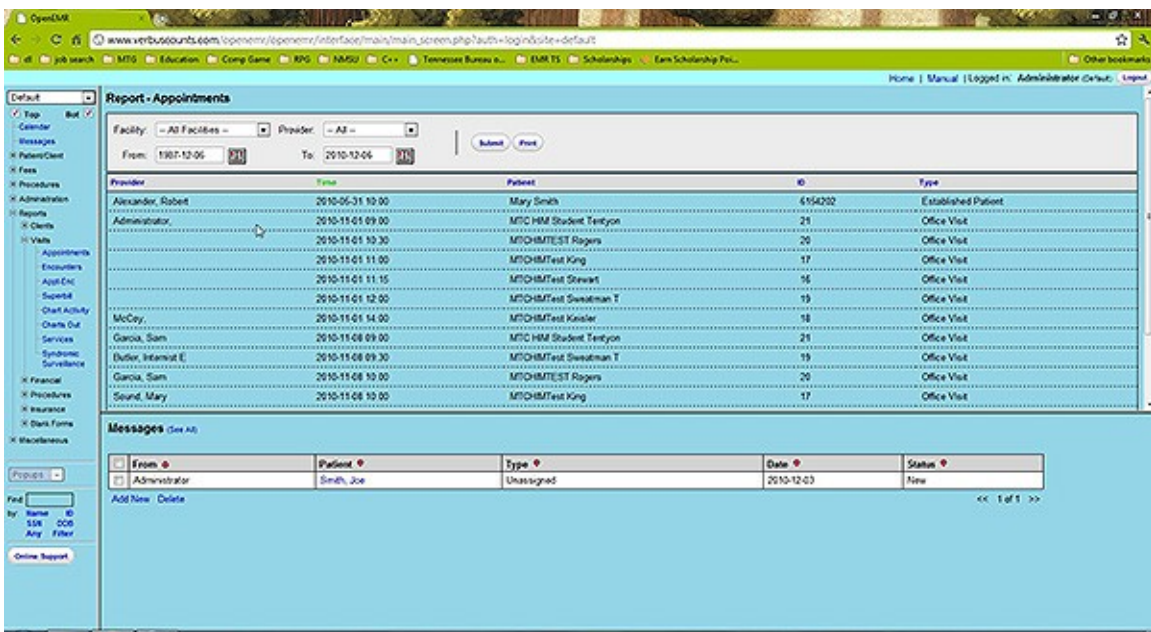 OpenEMR
www.verbuscounts.com/openemr/openemr/interface/main/main_screen.php?auth=login&site=default
dl job search MTG Education Comp Game RPG NMSU C++ Tennessee Bureau o... EMR TS Scholarships Earn Scholarship Poi... Other bookmarks
Home | Manual | Logged in: Administrator (Default) Logout
Default
Top Bot
Calendar
Messages
Patient/Client
Fees
Procedures
Administration
Reports
Clients
Visits
Appointments
Encounters
Appt-Enc
Superbill
Chart Activity
Charts Out
Services
Syndromic
Surveillance
Financial
Procedures
Insurance
Blank Forms
Miscellaneous
Popups
Find
by: Name ID
SSN DOB
Any Filter
Online Support
Report - Appointments
Facility: -- All Facilities -- Provider: -- All --
From: 1987-12-06 To: 2010-12-06
Submit Print
Provider Time Patient ID Type
Alexander, Robert 2010-05-31 10:00 Mary Smith 6154202 Established Patient
Administrator, 2010-11-01 09:00 MTC HIM Student Tentyon 21 Office Visit
2010-11-01 10:30 MTCHIMTEST Rogers 20 Office Visit
2010-11-01 11:00 MTCHIMTest King 17 Office Visit
2010-11-01 11:15 MTCHIMTest Stewart 16 Office Visit
2010-11-01 12:00 MTCHIMTest Sweatman T 19 Office Visit
McCoy, 2010-11-01 14:00 MTCHIMTest Keisler 18 Office Visit
Garcia, Sam 2010-11-08 09:00 MTC HIM Student Tentyon 21 Office Visit
Butler, Internist E 2010-11-08 09:30 MTCHIMTest Sweatman T 19 Office Visit
Garcia, Sam 2010-11-08 10:00 MTCHIMTEST Rogers 20 Office Visit
Sound, Mary 2010-11-08 10:00 MTCHIMTest King 17 Office Visit
Messages (See All)
From Patient Type Date Status
Administrator Smith, Joe Unassigned 2010-12-03 New
Add New Delete << 1 of 1 >>